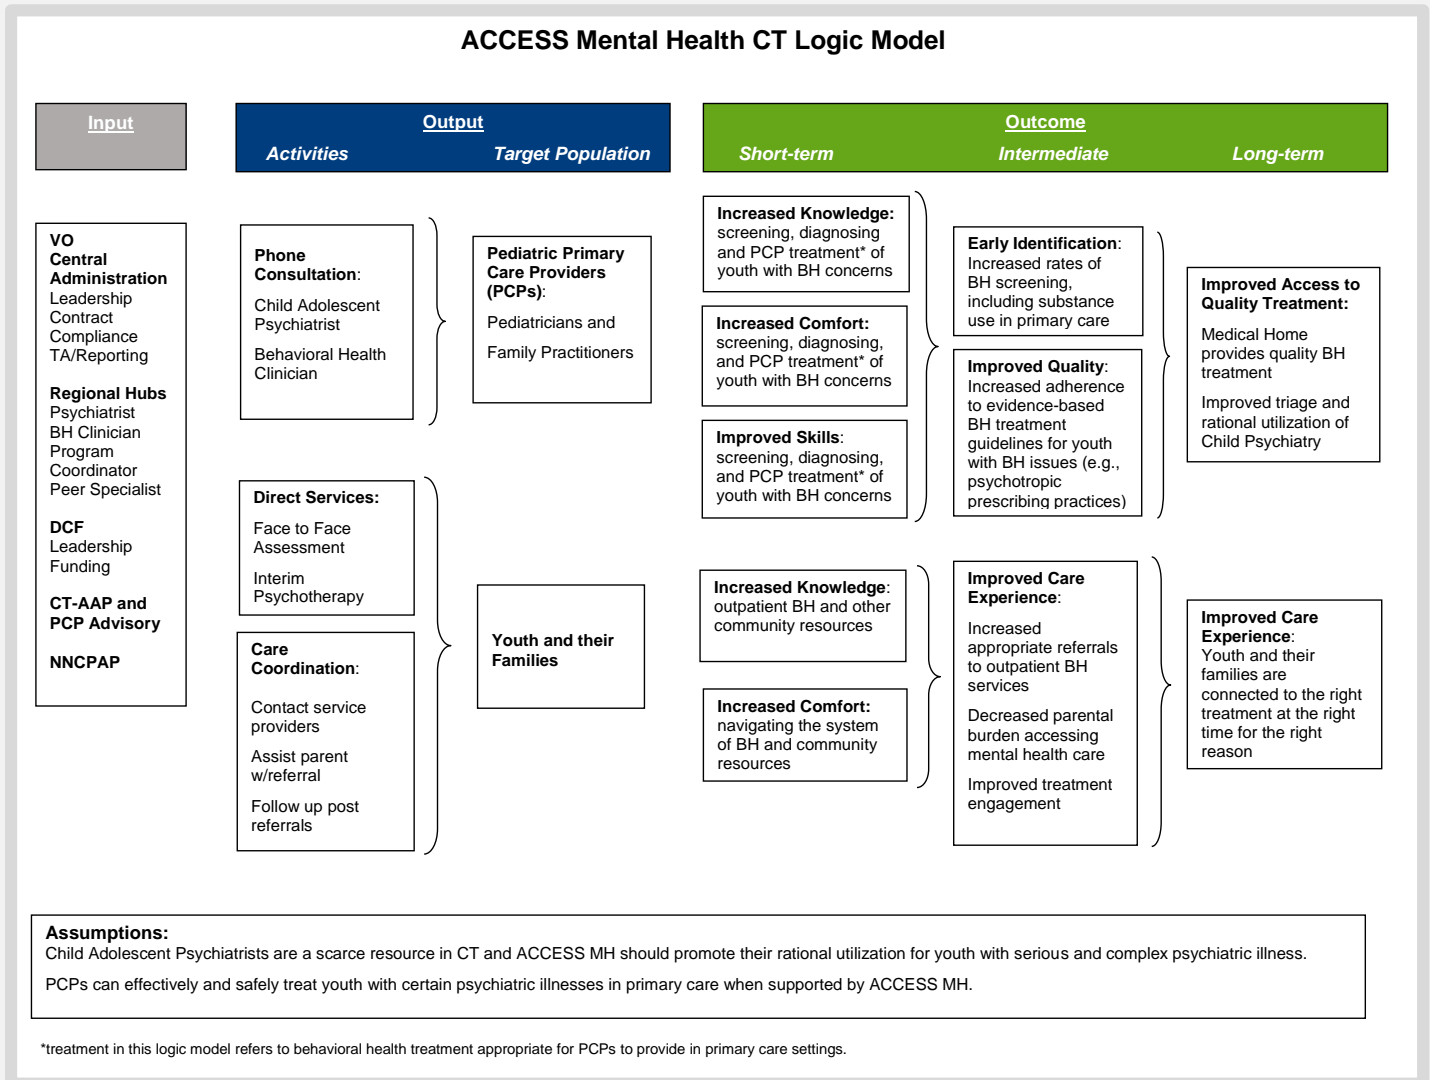 ACCESS Mental Health CT Logic Model
Input
Output
Activities
Target Population
Outcome
Short-term
Intermediate
Long-term
VO
Central
Administration
Leadership
Contract
Compliance
TA/Reporting
Regional Hubs
Psychiatrist
BH Clinician
Program
Coordinator
Peer Specialist
DCF
Leadership
Funding
CT-AAP and
PCP Advisory
NNCPAP
Phone
Consultation:
Child Adolescent
Psychiatrist
Behavioral Health
Clinician
Direct Services:
Face to Face
Assessment
Interim
Psychotherapy
Care
Coordination:
Contact service
providers
Assist parent
w/referral
Follow up post
referrals
Pediatric Primary
Care Providers
(PCPs):
Pediatricians and
Family Practitioners
Youth and their
Families
Increased Knowledge:
screening, diagnosing
and PCP treatment* of
youth with BH concerns
Increased Comfort:
screening, diagnosing,
and PCP treatment* of
youth with BH concerns
Improved Skills:
screening, diagnosing,
and PCP treatment* of
youth with BH concerns
Increased Knowledge:
outpatient BH and other
community resources
Increased Comfort:
navigating the system
of BH and community
resources
Early Identification:
Increased rates of
BH screening,
including substance
use in primary care
Improved Quality:
Increased adherence
to evidence-based
BH treatment
guidelines for youth
with BH issues (e.g.,
psychotropic
prescribing practices)
Improved Care
Experience:
Increased
appropriate referrals
to outpatient BH
services
Decreased parental
burden accessing
mental health care
Improved treatment
engagement
Improved Access to
Quality Treatment:
Medical Home
provides quality BH
treatment
Improved triage and
rational utilization of
Child Psychiatry
Improved Care
Experience:
Youth and their
families are
connected to the right
treatment at the right
time for the right
reason
Assumptions:
Child Adolescent Psychiatrists are a scarce resource in CT and ACCESS MH should promote their rational utilization for youth with serious and complex psychiatric illness.
PCPs can effectively and safely treat youth with certain psychiatric illnesses in primary care when supported by ACCESS MH.
*treatment in this logic model refers to behavioral health treatment appropriate for PCPs to provide in primary care settings.